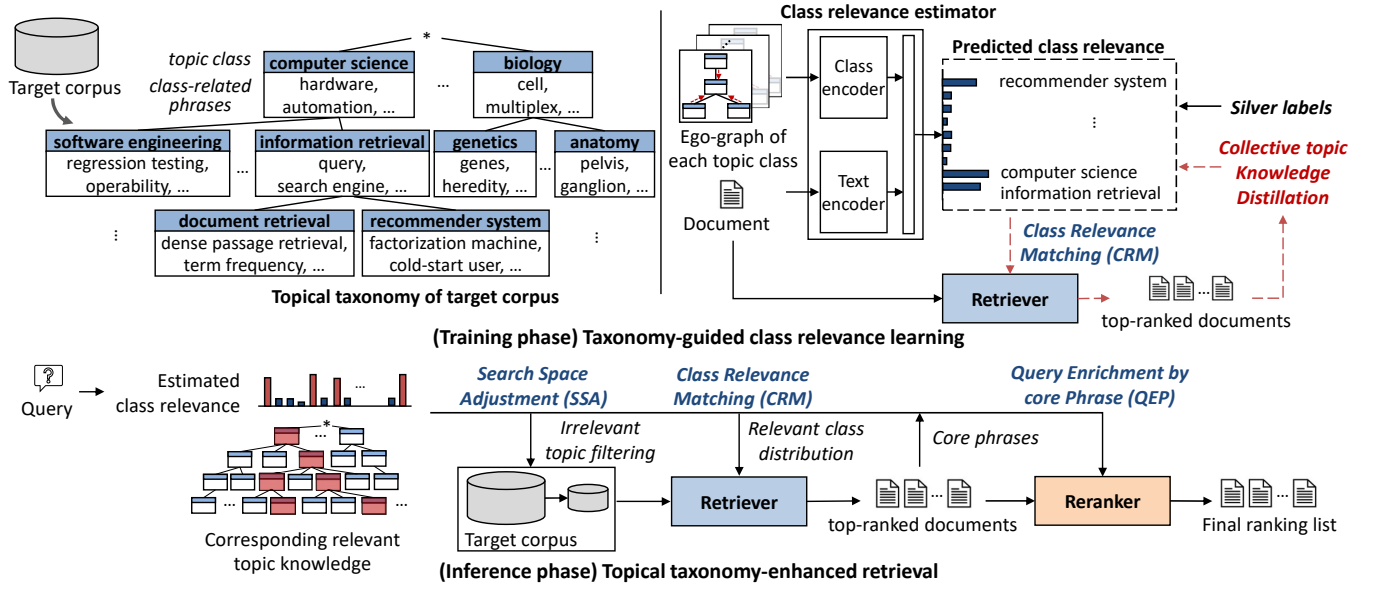 Target corpus
topic class
class-related
phrases
*
computer science
hardware,
automation, ...
...
biology
cell,
multiplex, ...
software engineering
regression testing,
operability, ...
...
information retrieval
query,
search engine, ...
genetics
genes,
heredity, ...
...
anatomy
pelvis,
ganglion, ...
...
document retrieval
dense passage retrieval,
term frequency, ...
recommender system
factorization machine,
cold-start user, ...
...
Topical taxonomy of target corpus
Class relevance estimator
Ego-graph of
each topic class
Document
Class
encoder
Text
encoder
Predicted class relevance
recommender system
...
computer science
information retrieval
Silver labels
Collective topic
Knowledge
Distillation
Class Relevance
Matching (CRM)
Retriever
...
top-ranked documents
(Training phase) Taxonomy-guided class relevance learning
?
Query
Estimated
class relevance
...
*
...
...
...
...
Corresponding relevant
topic knowledge
Search Space
Adjustment (SSA)
Class Relevance
Matching (CRM)
Query Enrichment by
core Phrase (QEP)
Irrelevant
topic filtering
Relevant class
distribution
Core phrases
Target corpus
Retriever
...
top-ranked documents
Reranker
...
Final ranking list
(Inference phase) Topical taxonomy-enhanced retrieval